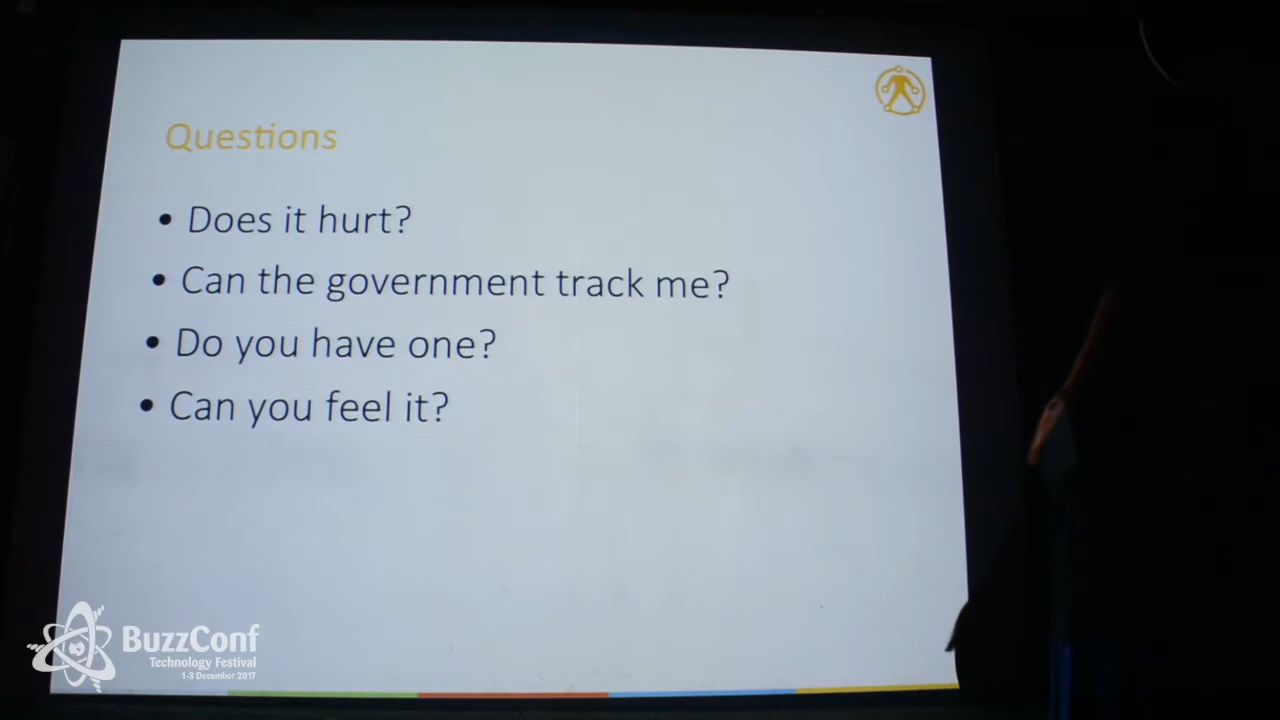 Questions
• Does it hurt?
• Can the government track me?
• Do you have one?
• Can you feel it?
BuzzConf
Technology Festival
1-3 December 2017